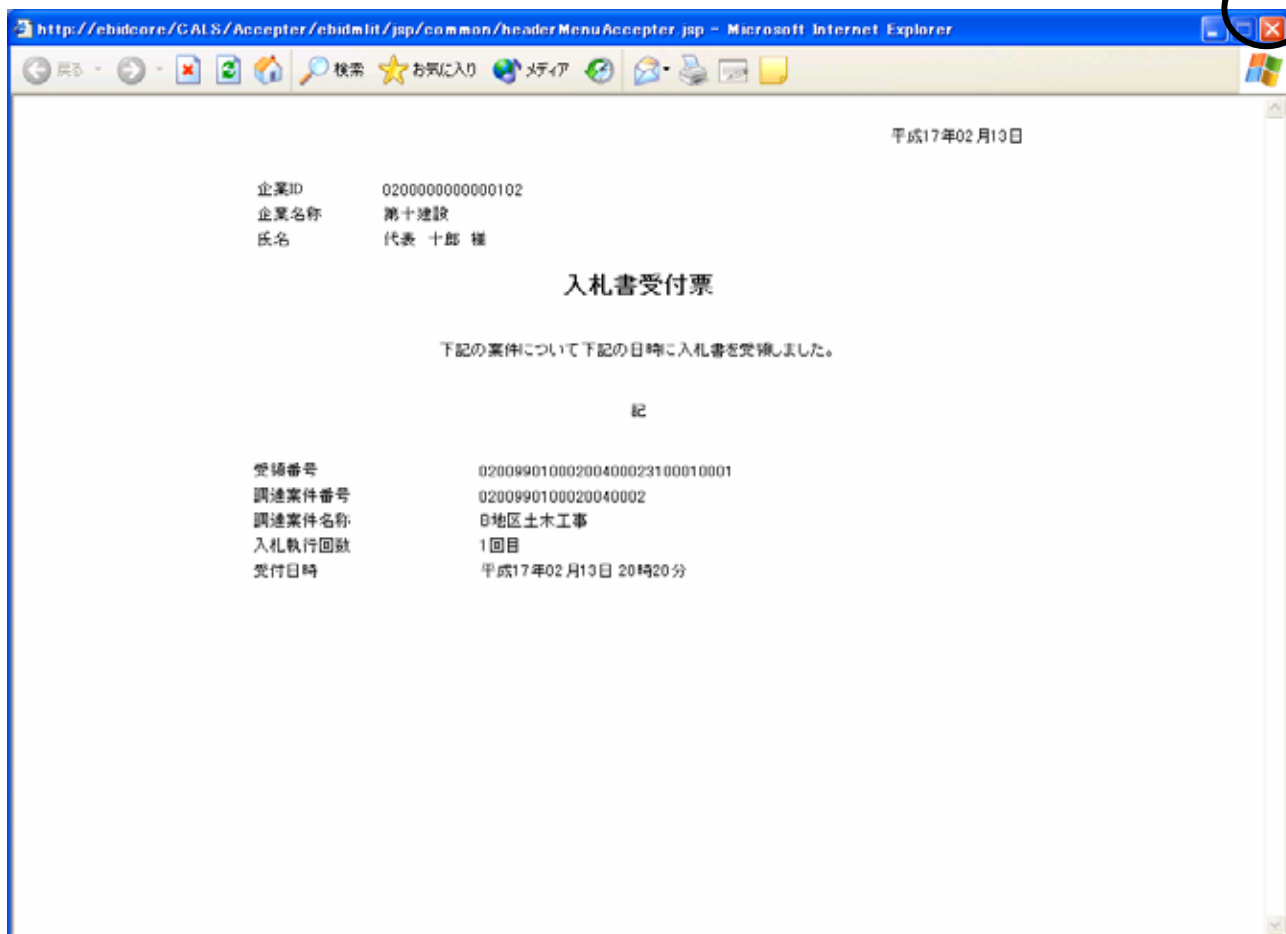 http://ebidcore/CALS/Accepter/ebidmlit/jsp/common/headerMenuAccepter.jsp - Microsoft Internet Explorer
戻る 検索 お気に入り メディア
平成17年02月13日
企業ID 0200000000000102
企業名称 第十建設
氏名 代表 十郎 様
入札書受付票
下記の案件について下記の日時に入札書を受領しました。
記
受領番号 02009901000200400023100010001
調達案件番号 0200990100020040002
調達案件名称 B地区土木工事
入札執行回数 1回目
受付日時 平成17年02月13日 20時20分